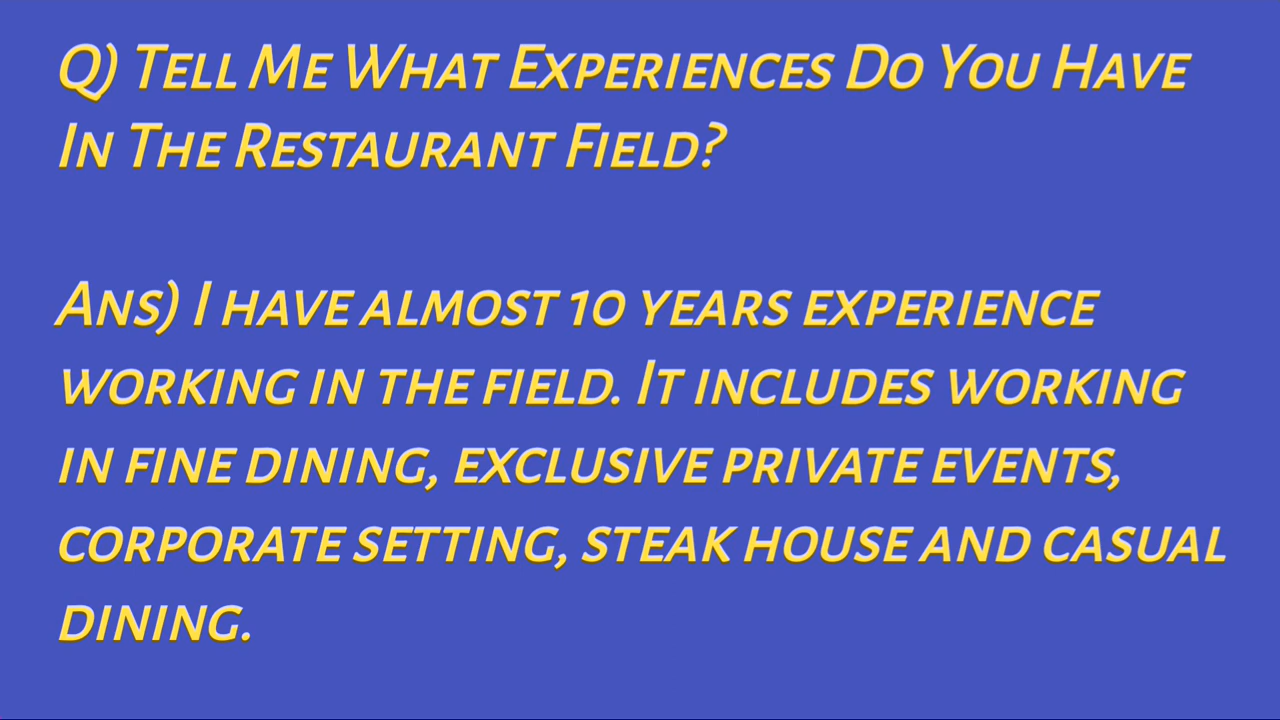 Q) Tell Me What Experiences Do You Have
In The Restaurant Field?
Ans) I have almost 10 years experience
working in the field. It includes working
in fine dining, exclusive private events,
corporate setting, steak house and casual
dining.